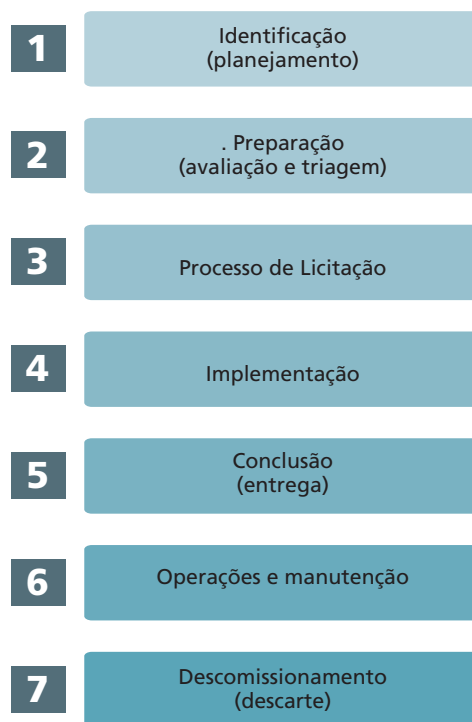 1
Identificação
(planejamento)
2
. Preparação
(avaliação e triagem)
3
Processo de Licitação
4
Implementação
5
Conclusão
(entrega)
6
Operações e manutenção
7
Descomissionamento
(descarte)